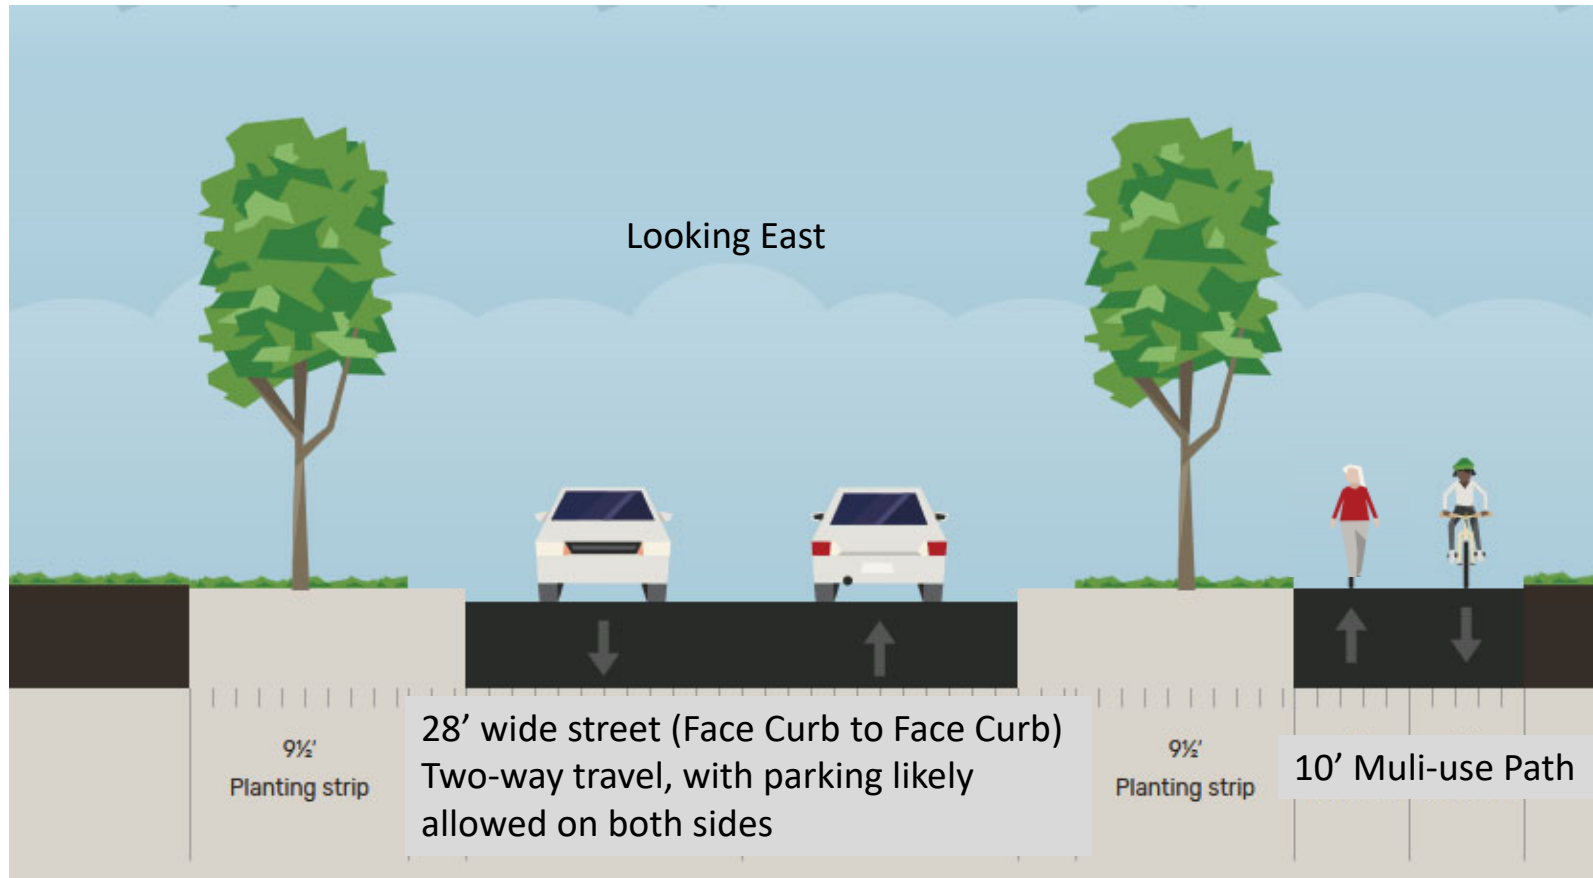 Looking East
9½'
Planting strip
28’ wide street (Face Curb to Face Curb)
Two-way travel, with parking likely
allowed on both sides
9½'
Planting strip
10’ Muli-use Path